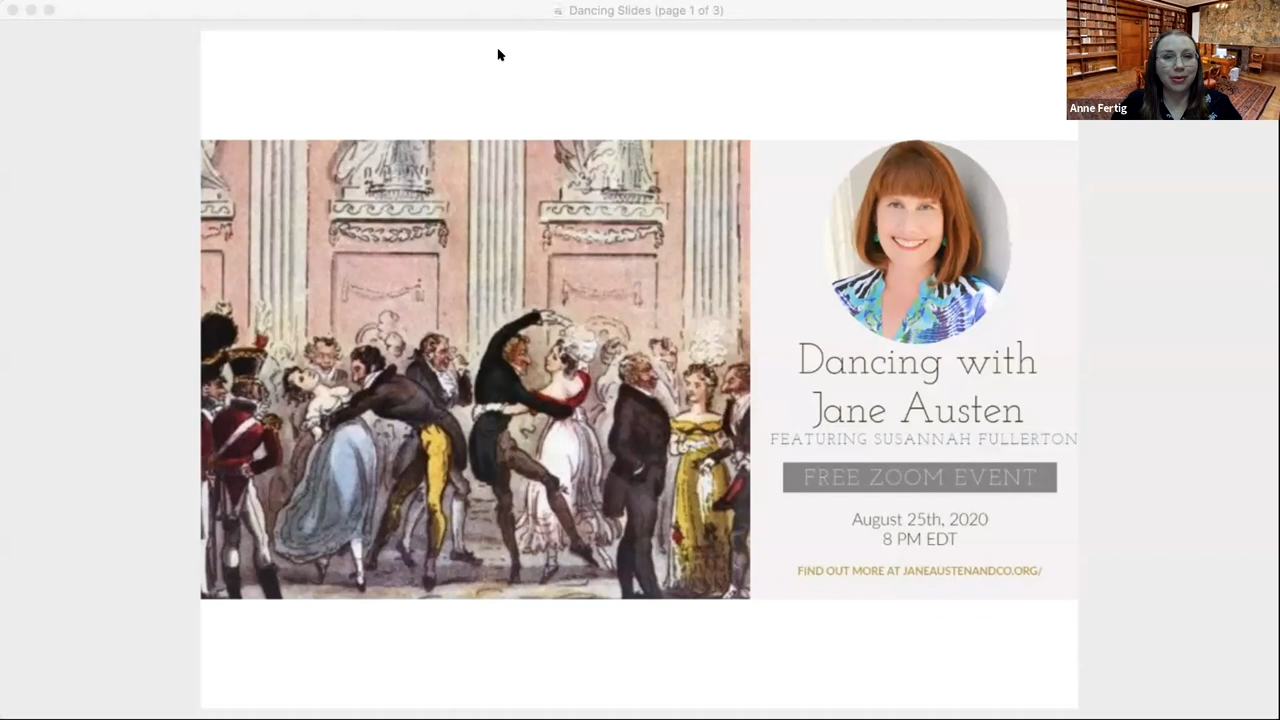 Dancing Slides (page 1 of 3)
Anne Fertig
Dancing with
Jane Austen
FEATURING SUSANNAH FULLERTON
FREE ZOOM EVENT
August 25th, 2020
8 PM EDT
FIND OUT MORE AT JANEAUSTENANDCO.ORG/